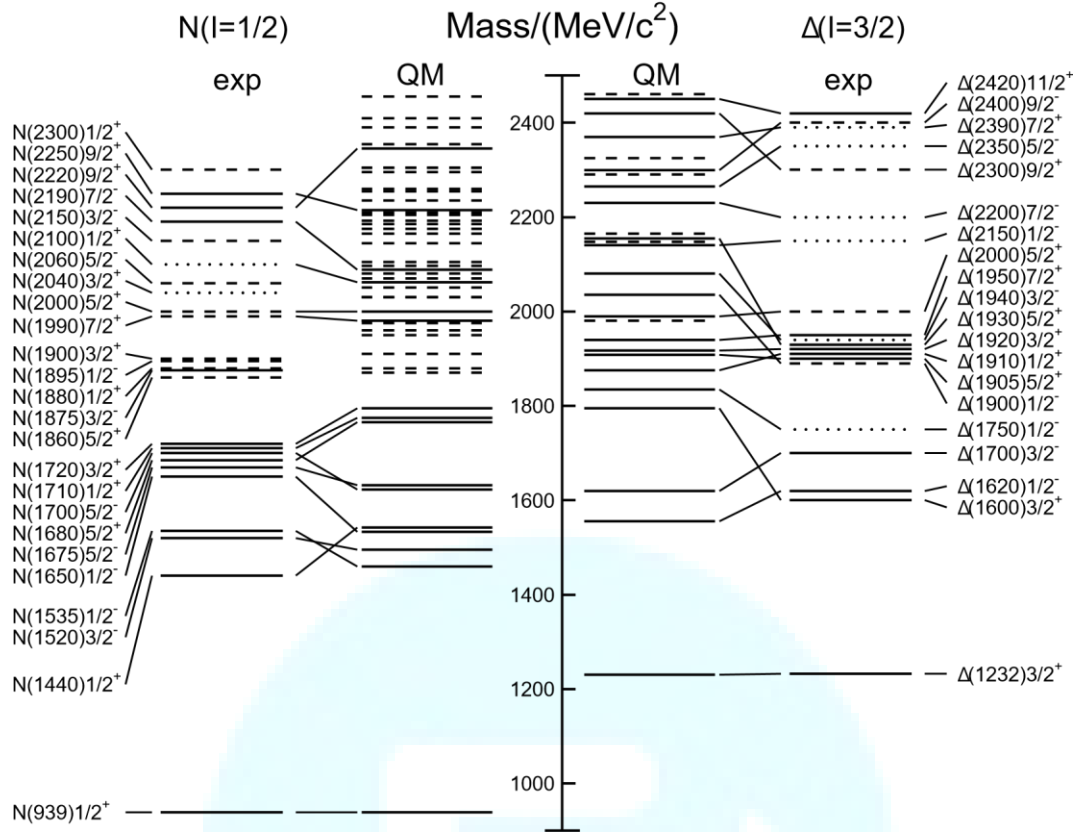 N(I=1/2) Mass/(MeV/c²) Δ(I=3/2)
exp QM QM exp
N(2300)1/2⁺
N(2250)9/2⁻
N(2220)9/2⁺
N(2190)7/2⁻
N(2150)3/2⁻
N(2100)1/2⁺
N(2060)5/2⁻
N(2040)3/2⁺
N(2000)5/2⁺
N(1990)7/2⁺
N(1900)3/2⁺
N(1895)1/2⁻
N(1880)1/2⁺
N(1875)3/2⁻
N(1860)5/2⁺
N(1720)3/2⁺
N(1710)1/2⁺
N(1700)5/2⁻
N(1680)5/2⁺
N(1675)5/2⁻
N(1650)1/2⁻
N(1535)1/2⁻
N(1520)3/2⁻
N(1440)1/2⁺
N(939)1/2⁺
2400
2200
2000
1800
1600
1400
1200
1000
Δ(2420)11/2⁺
Δ(2400)9/2⁻
Δ(2390)7/2⁺
Δ(2350)5/2⁻
Δ(2300)9/2⁺
Δ(2200)7/2⁻
Δ(2150)1/2⁻
Δ(2000)5/2⁺
Δ(1950)7/2⁺
Δ(1940)3/2⁻
Δ(1930)5/2⁺
Δ(1920)3/2⁺
Δ(1910)1/2⁺
Δ(1905)5/2⁺
Δ(1900)1/2⁻
Δ(1750)1/2⁻
Δ(1700)3/2⁻
Δ(1620)1/2⁻
Δ(1600)3/2⁺
Δ(1232)3/2⁺